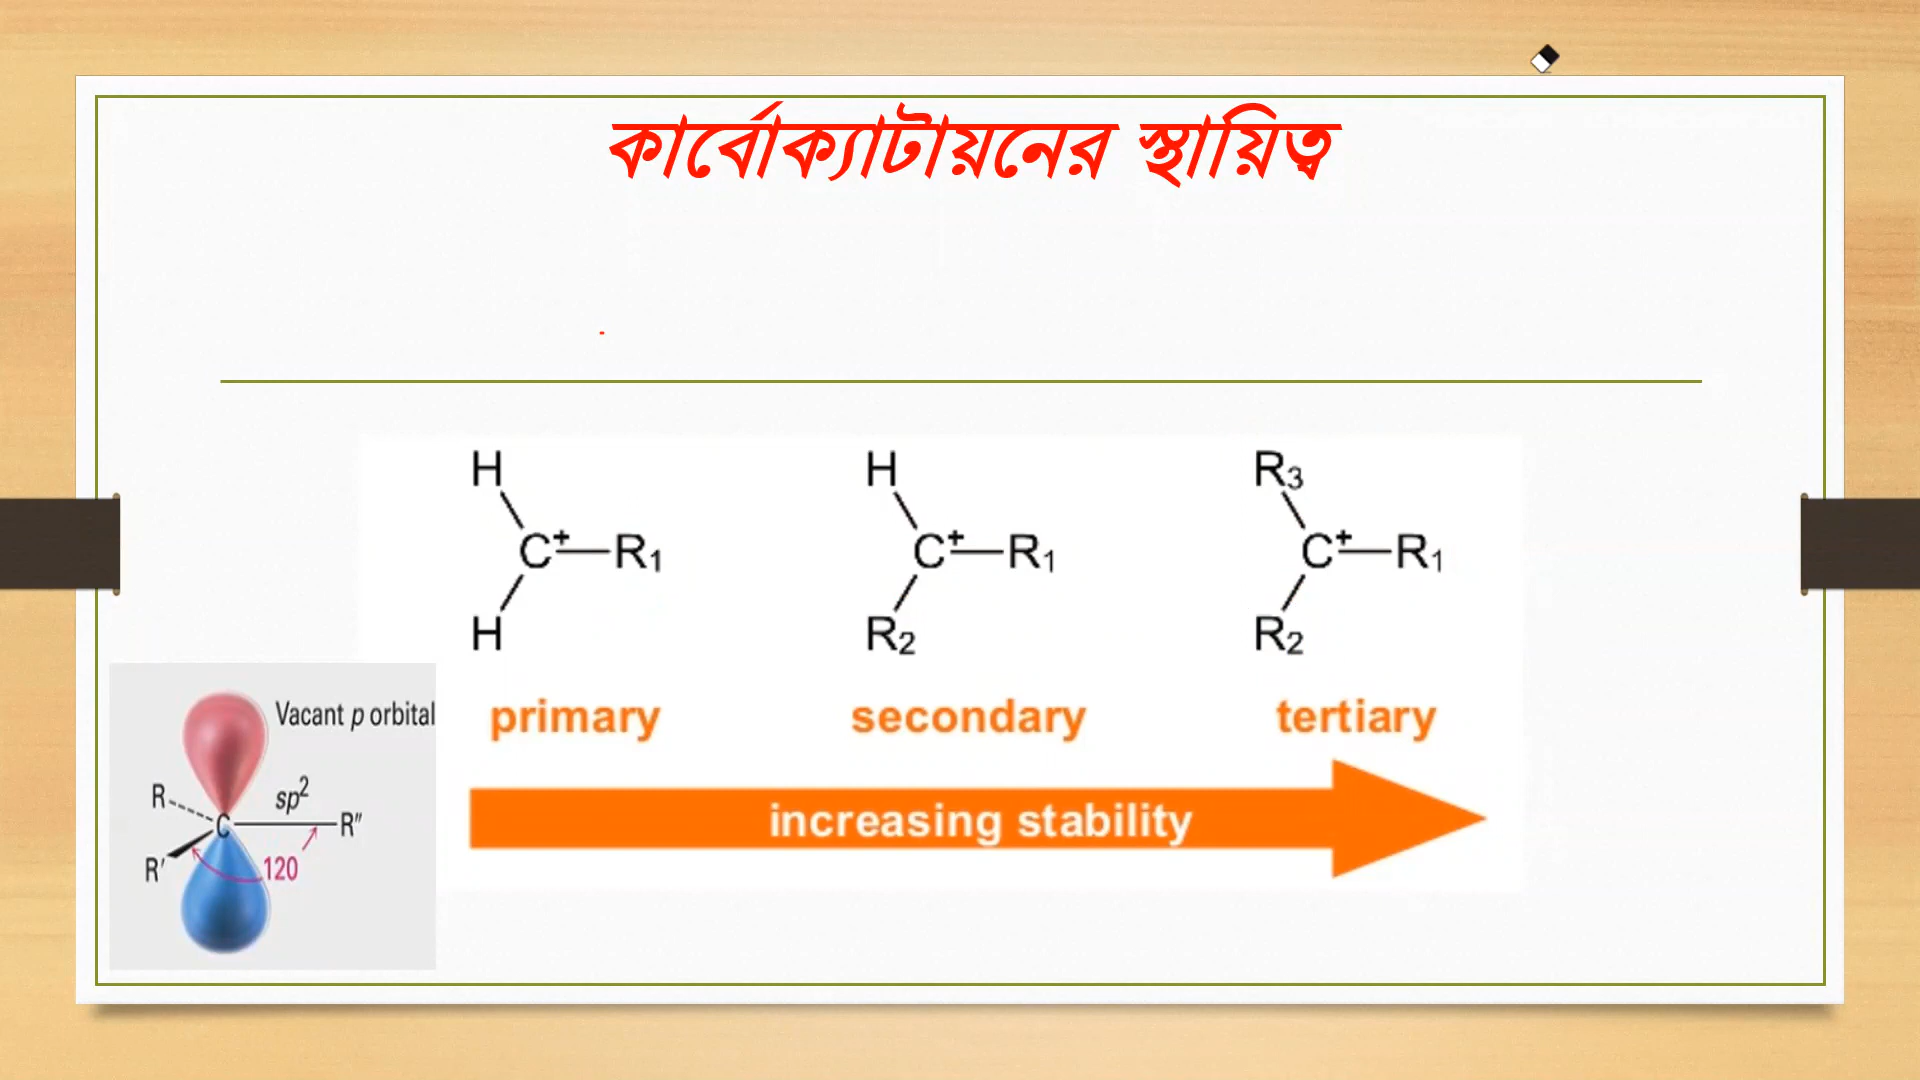 কার্বোক্যাটায়নের স্থায়িত্ব
H
H
R₃
C⁺—R₁
C⁺—R₁
C⁺—R₁
H
R₂
R₂
primary
secondary
tertiary
increasing stability
Vacant p orbital
R
sp²
C
R″
R′
120